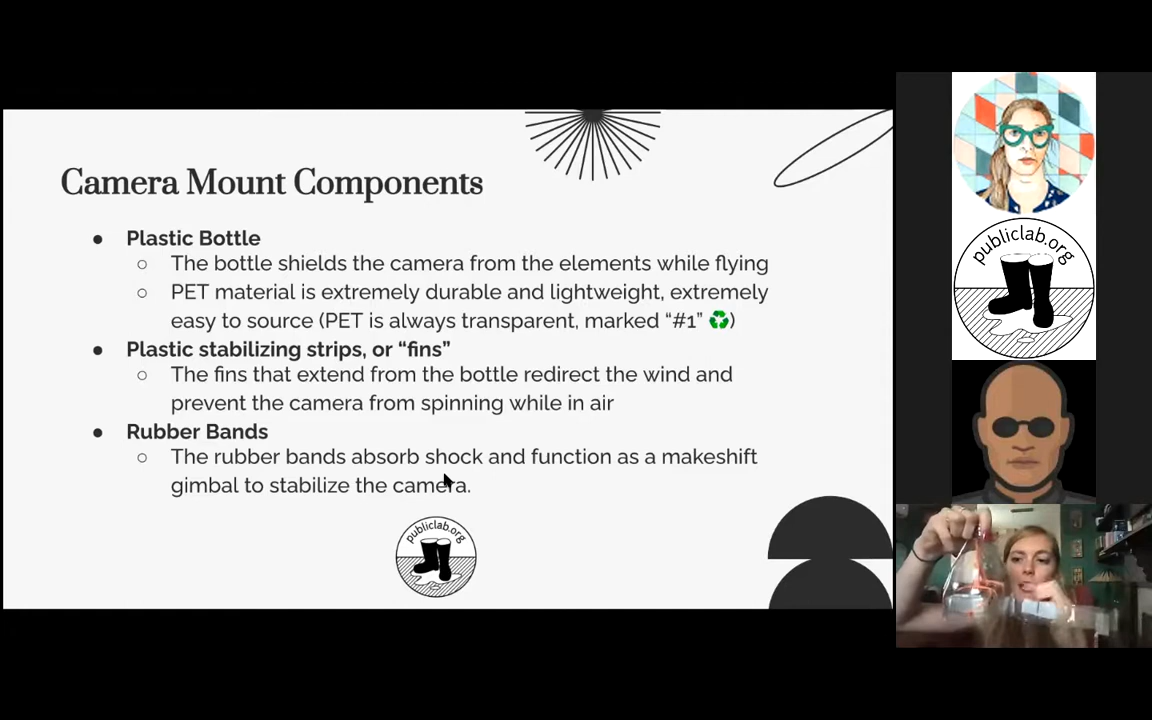 Camera Mount Components
● Plastic Bottle
○ The bottle shields the camera from the elements while flying
○ PET material is extremely durable and lightweight, extremely
easy to source (PET is always transparent, marked “#1” ♻)
● Plastic stabilizing strips, or “fins”
○ The fins that extend from the bottle redirect the wind and
prevent the camera from spinning while in air
● Rubber Bands
○ The rubber bands absorb shock and function as a makeshift
gimbal to stabilize the camera.
publiclab.org
publiclab.org